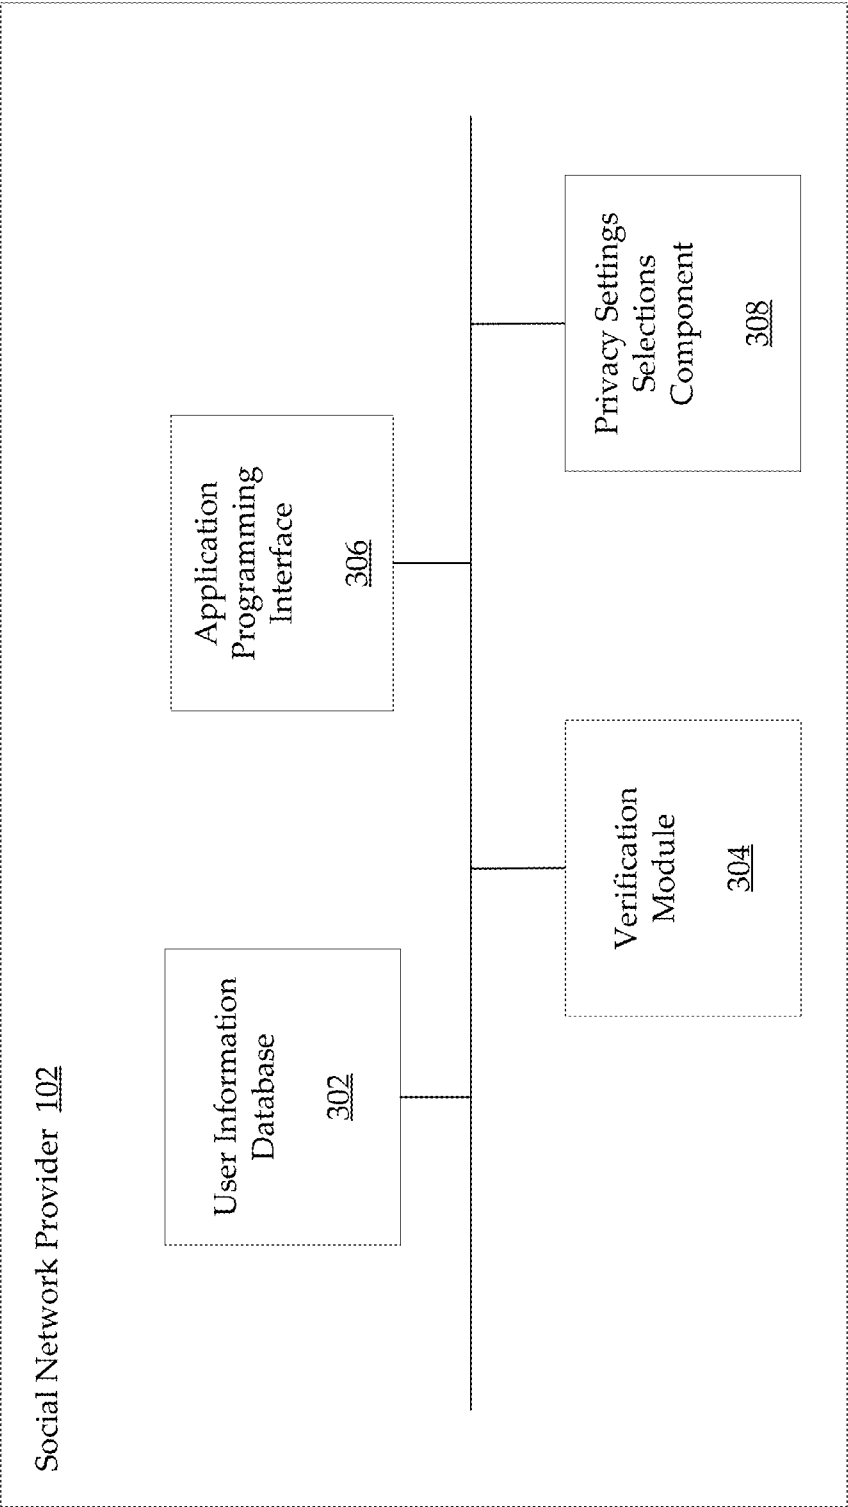 Social Network Provider 102
User Information
Database
302
Application
Programming
Interface
306
Verification
Module
304
Privacy Settings
Selections
Component
308